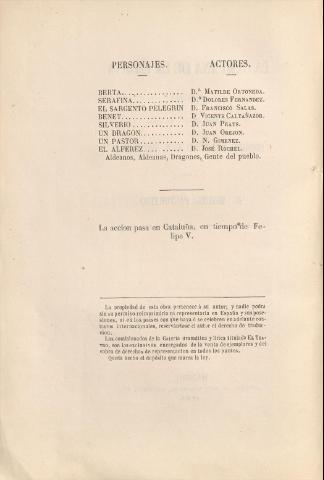 PERSONAJES. ACTORES.
BERTA. . . . . . . . . . . . . . . . D.ª MATILDE ORTONEDA.
SERAFINA. . . . . . . . . . . . . D.ª DOLORES FERNANDEZ.
EL SARGENTO PELEGRIN D. FRANCISCO SALAS.
BENET. . . . . . . . . . . . . . . . D VICENTE CALTAÑAZOR.
SILVERIO . . . . . . . . . . . . . D. JUAN PRATS.
UN DRAGON. . . . . . . . . . . . D. JUAN OREJON.
UN PASTOR. . . . . . . . . . . . D. N. GIMENEZ.
EL ALFEREZ . . . . . . . . . . . D. JOSÉ ROCHEL.
Aldeanos, Aldeanas, Dragones, Gente del pueblo.
La accion pasa en Cataluña, en tiempo de Fe-
lipe V.
La propiedad de esta obra pertenece á su autor, y nadie podrá
sin su permiso reimprimirla ni representarla en España y sus pose-
siones, ni en los paises con que haya ó se celebren en adelante con-
tratos internacionales, reservándose el autor el derecho de traduc-
cion.
Los comisionados de la Galería dramática y lírica titulada EL TEA-
TRO, son los exclusivos encargados de la venta de ejemplares y del
cobro de derechos de representacion en todos los puntos.
Queda hecho el depósito que marca la ley.